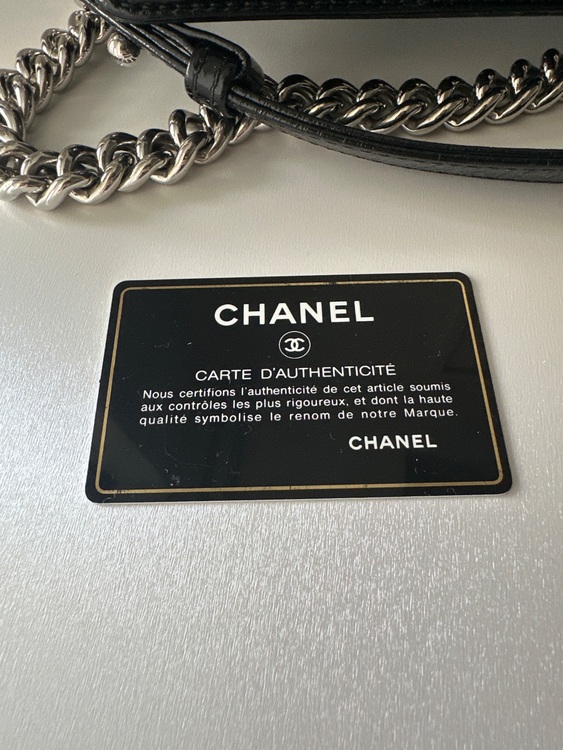 CHANEL
CARTE D'AUTHENTICITÉ
Nous certifions l'authenticité de cet article soumis
aux contrôles les plus rigoureux, et dont la haute
qualité symbolise le renom de notre Marque.
CHANEL